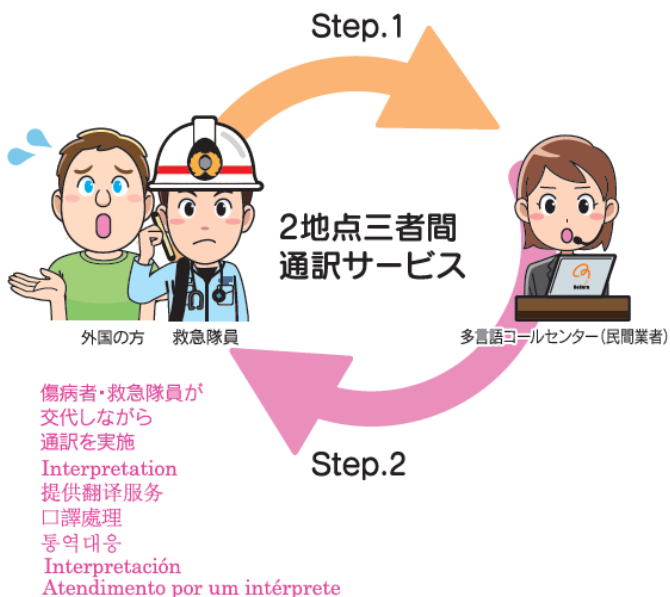 Step.1
2地点三者間
通訳サービス
外国の方
救急隊員
多言語コールセンター(民間業者)
傷病者・救急隊員が
交代しながら
通訳を実施
Interpretation
提供翻译服务
口譯處理
통역대응
Interpretación
Atendimento por um intérprete
Step.2